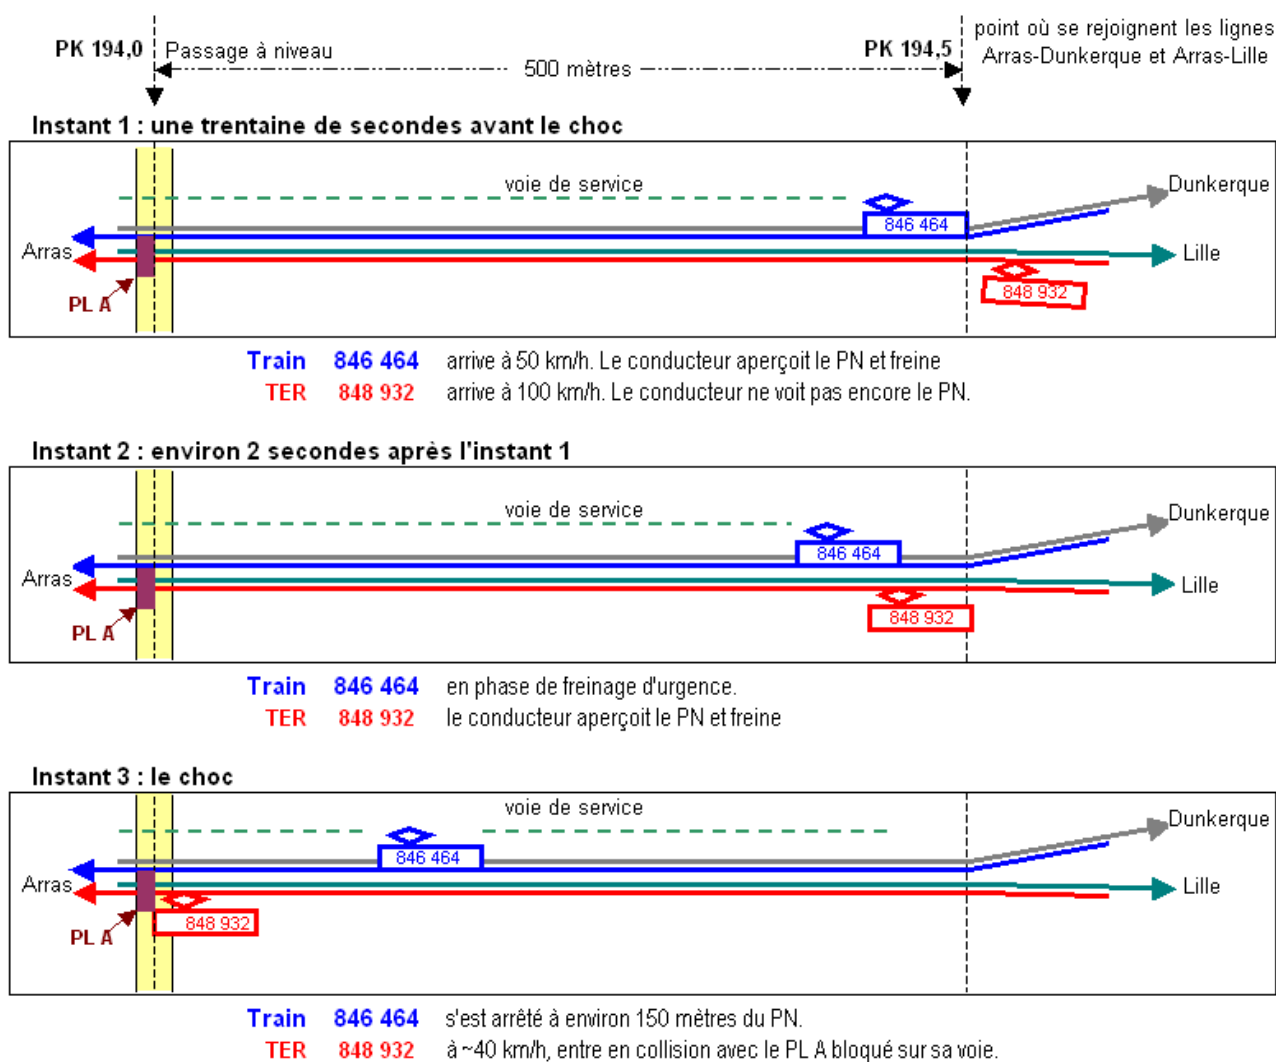 point où se rejoignent les lignes
PK 194,0 Passage à niveau PK 194,5 Arras-Dunkerque et Arras-Lille
500 mètres
Instant 1 : une trentaine de secondes avant le choc
voie de service Dunkerque
846 464
Arras Lille
848 932
PL A
Train 846 464 arrive à 50 km/h. Le conducteur aperçoit le PN et freine
TER 848 932 arrive à 100 km/h. Le conducteur ne voit pas encore le PN.
Instant 2 : environ 2 secondes après l'instant 1
voie de service Dunkerque
846 464
Arras Lille
848 932
PL A
Train 846 464 en phase de freinage d'urgence.
TER 848 932 le conducteur aperçoit le PN et freine
Instant 3 : le choc
voie de service Dunkerque
846 464
Arras Lille
848 932
PL A
Train 846 464 s'est arrêté à environ 150 mètres du PN.
TER 848 932 à ~40 km/h, entre en collision avec le PL A bloqué sur sa voie.